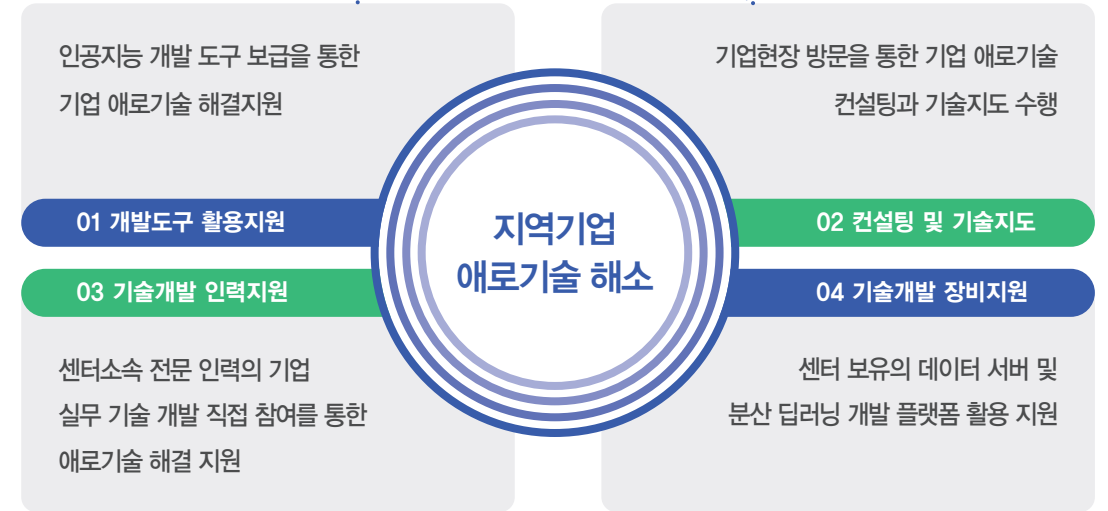 인공지능 개발 도구 보급을 통한
기업 애로기술 해결지원
01 개발도구 활용지원
기업현장 방문을 통한 기업 애로기술
컨설팅과 기술지도 수행
02 컨설팅 및 기술지도
지역기업
애로기술 해소
03 기술개발 인력지원
센터소속 전문 인력의 기업
실무 기술 개발 직접 참여를 통한
애로기술 해결 지원
04 기술개발 장비지원
센터 보유의 데이터 서버 및
분산 딥러닝 개발 플랫폼 활용 지원